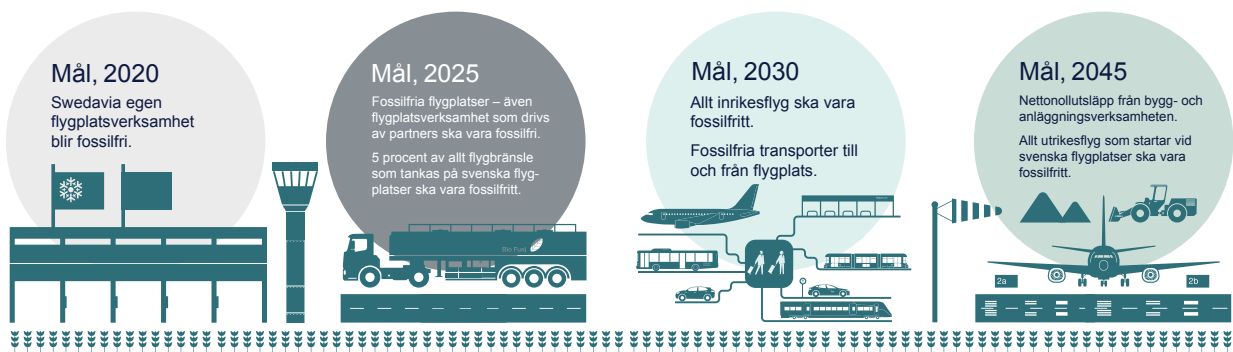 Mål, 2020
Swedavia egen
flygplatsverksamhet
blir fossilfri.
Mål, 2025
Fossilfria flygplatser – även
flygplatsverksamhet som drivs
av partners ska vara fossilfri.
5 procent av allt flygbränsle
som tankas på svenska flyg-
platser ska vara fossilfritt.
Bio Fuel
Mål, 2030
Allt inrikesflyg ska vara
fossilfritt.
Fossilfria transporter till
och från flygplats.
Mål, 2045
Nettonollutsläpp från bygg- och
anläggningsverksamheten.
Allt utrikesflyg som startar vid
svenska flygplatser ska vara
fossilfritt.
2a
2b